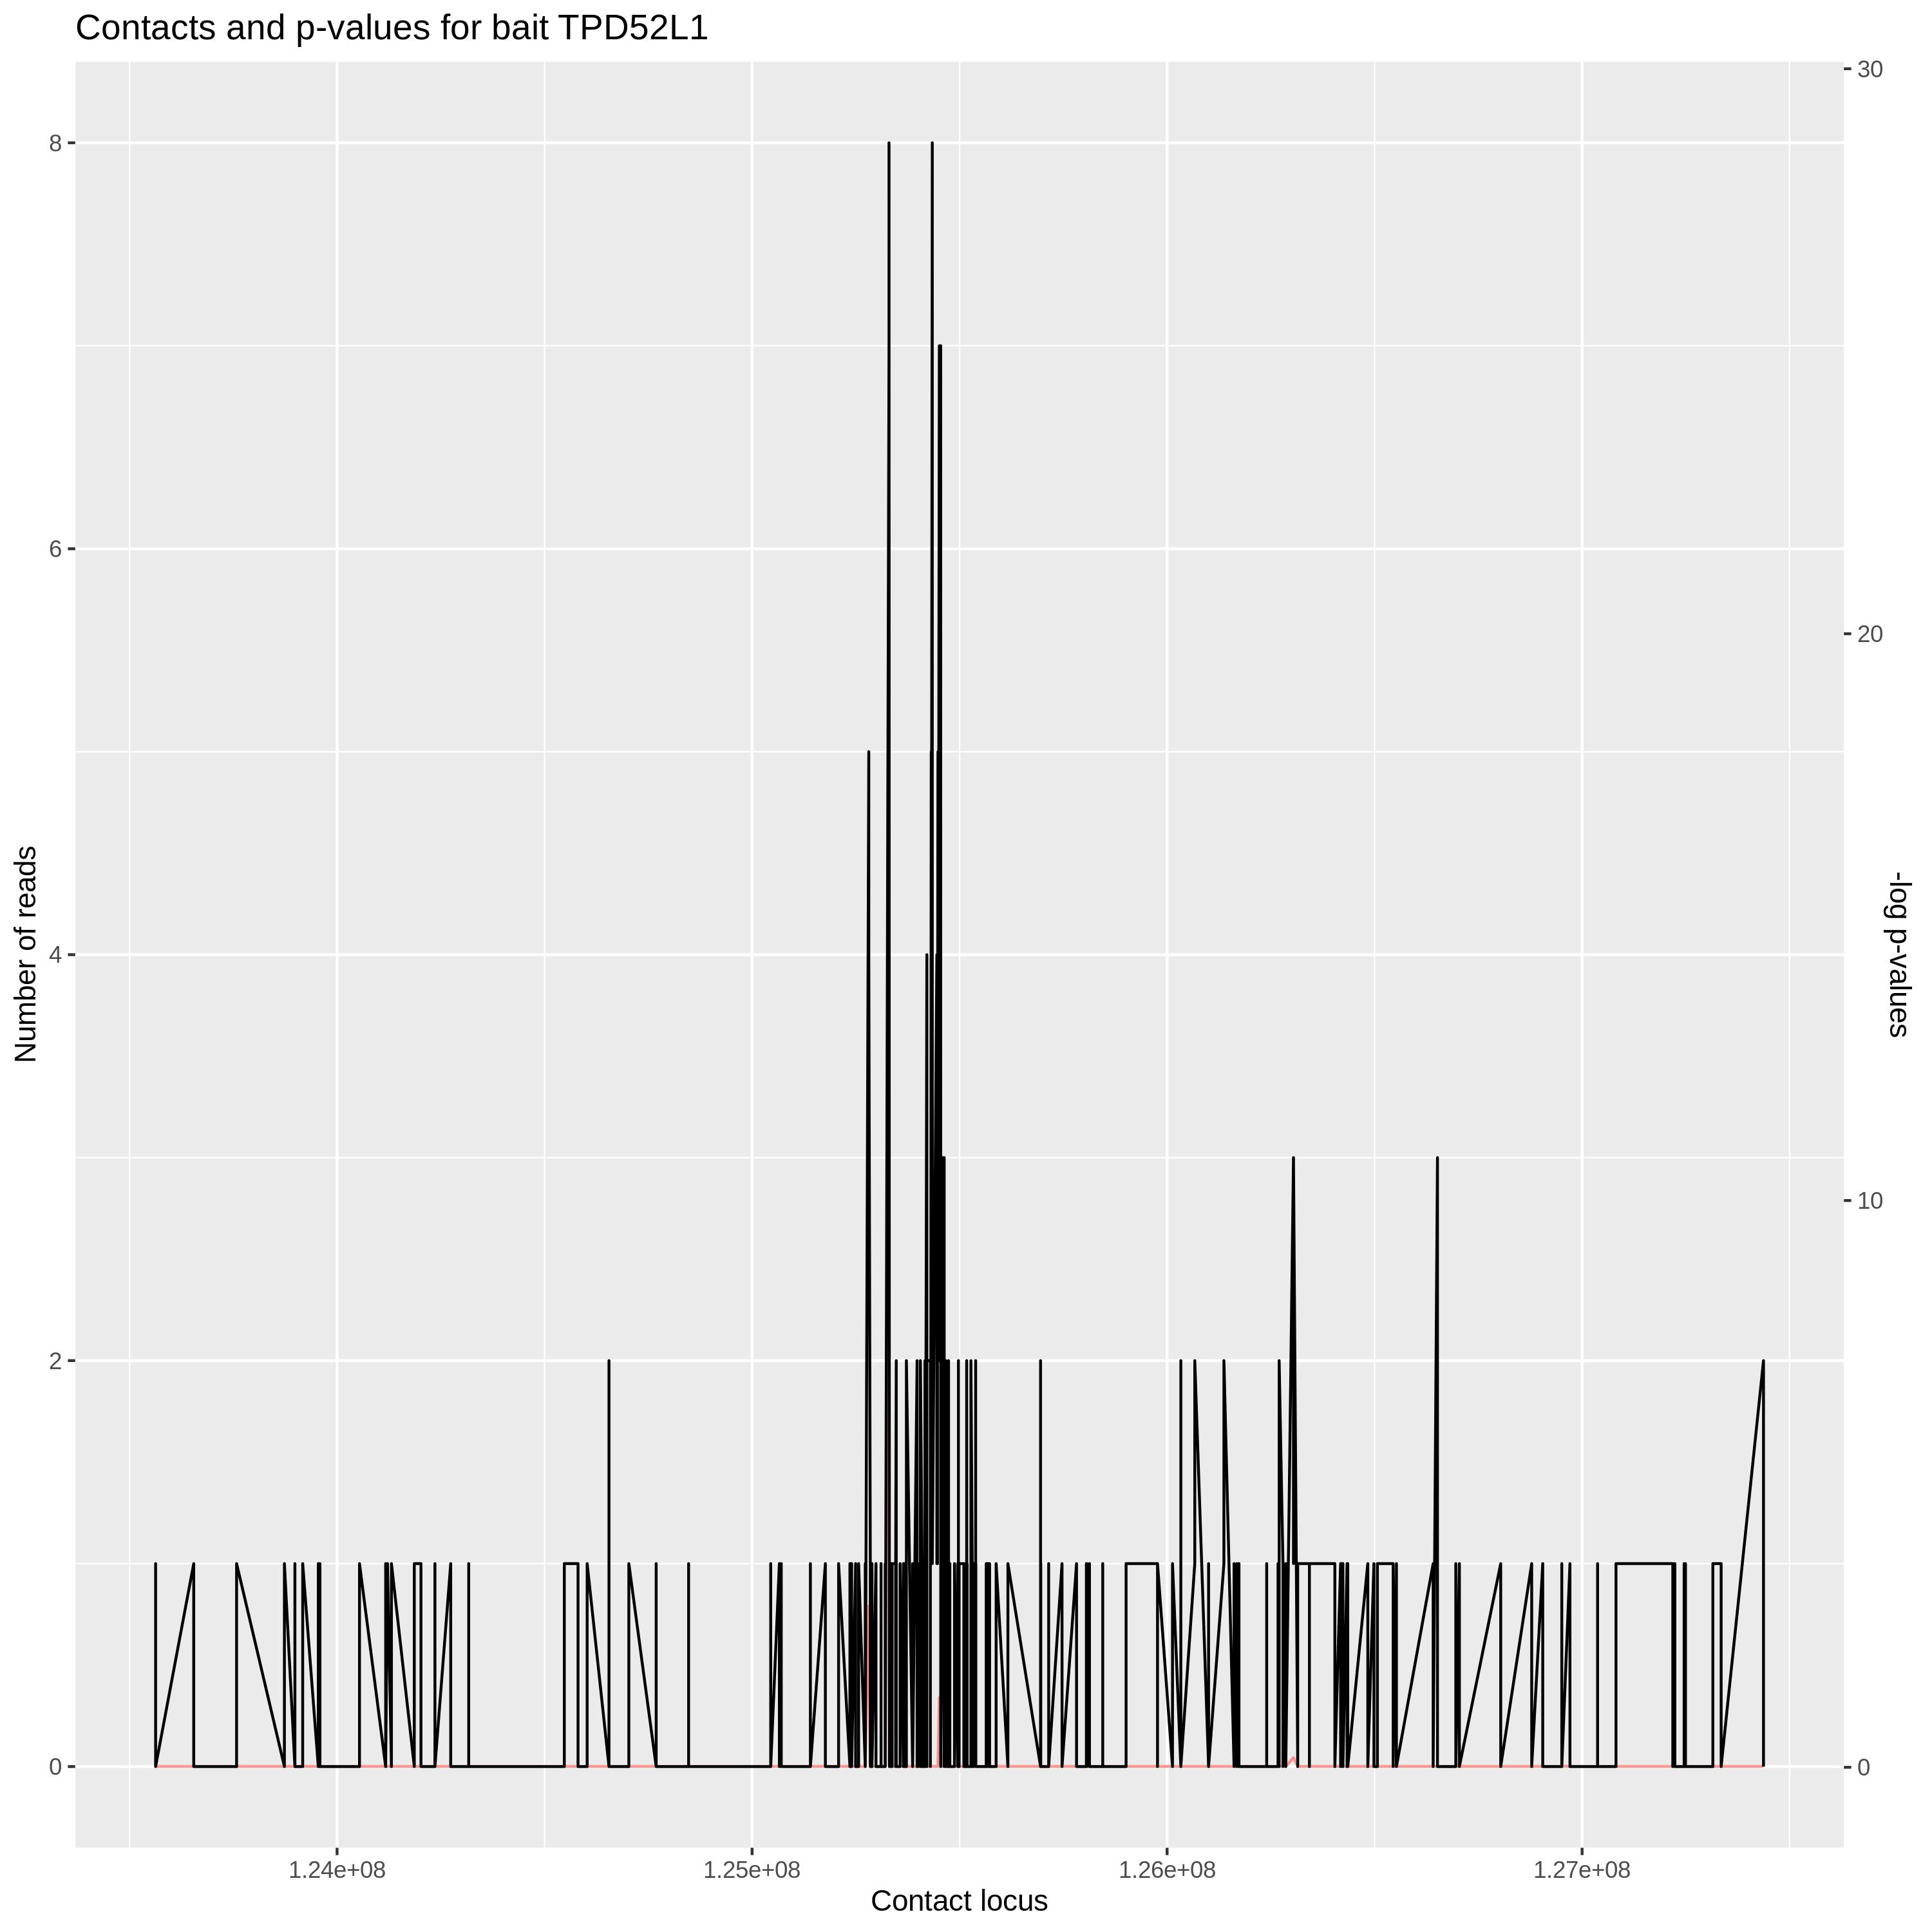 Contacts and p-values for bait TPD52L1
30
8
20
6
Number of reads
-log p-values
4
10
2
0
0
1.24e+08
1.25e+08
1.26e+08
1.27e+08
Contact locus